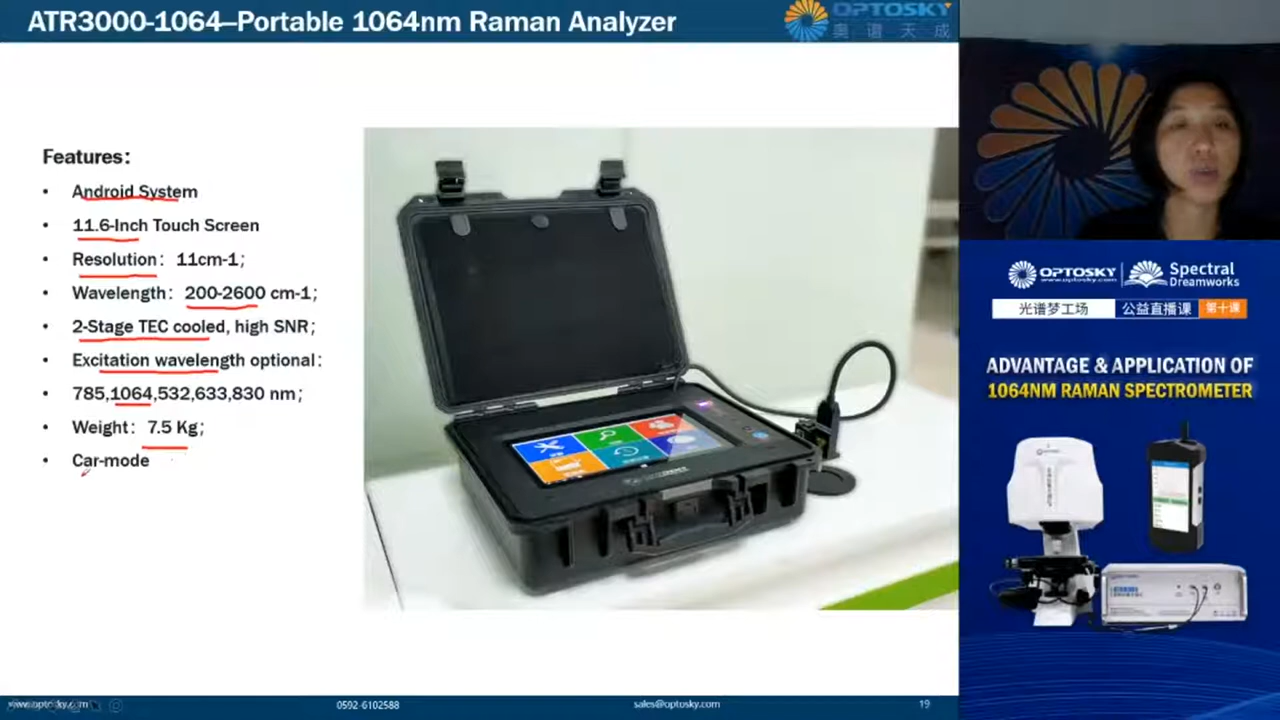 ATR3000-1064—Portable 1064nm Raman Analyzer
OPTOSKY
奥谱天成
Features:
• Android System
• 11.6-Inch Touch Screen
• Resolution: 11cm-1;
• Wavelength: 200-2600 cm-1;
• 2-Stage TEC cooled, high SNR;
• Excitation wavelength optional:
• 785,1064,532,633,830 nm;
• Weight: 7.5 Kg;
• Car-mode
www.optosky.com
0592-6102588
sales@optosky.com
19
OPTOSKY
Spectral
Dreamworks
光谱梦工场
公益直播课
第十课
ADVANTAGE & APPLICATION OF
1064NM RAMAN SPECTROMETER